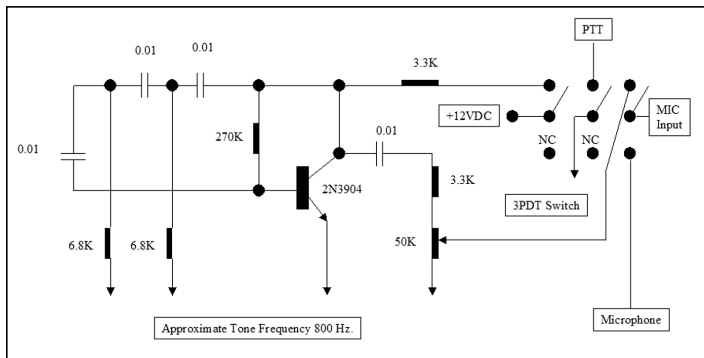 0.01
0.01
3.3K
PTT
+12VDC
MIC
Input
0.01
0.01
270K
NC
NC
2N3904
3.3K
3PDT Switch
6.8K
6.8K
50K
Approximate Tone Frequency 800 Hz.
Microphone